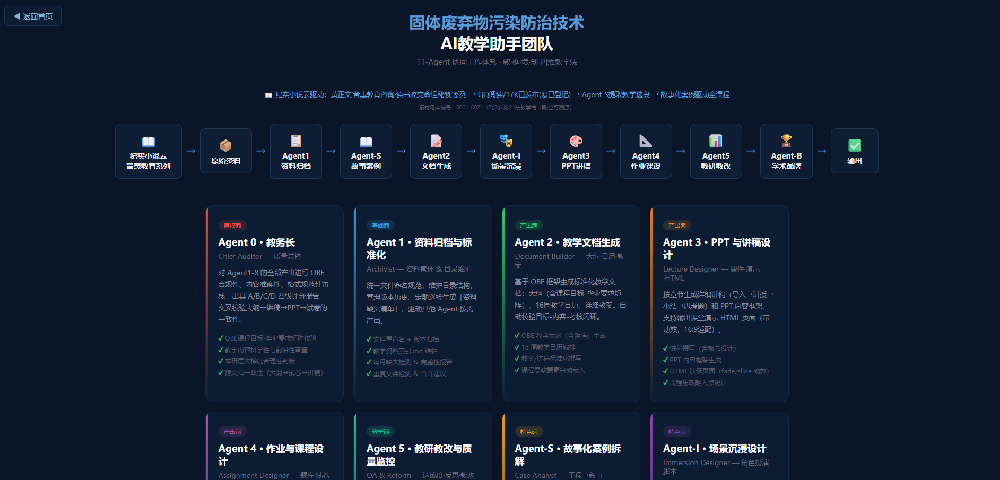 ◀ 返回首页
固体废弃物污染防治技术
AI教学助手团队
11-Agent 协同工作体系 · 叙·框·境·创 四维教学法
纪实小说云驱动：黄正文'普惠教育咨询·读书改变命运秘笈'系列 → QQ阅读/17K已发布(©已登记) → Agent-S提取教学选段 → 故事化案例驱动全课程
素材母库编号：S001-S021（7部小说·21条教学情节段·全可溯源）
纪实小说云
普惠教育系列
→
原始资料
→
Agent1
资料归档
→
Agent-S
故事案例
→
Agent2
文档生成
→
Agent-I
场景沉浸
→
Agent3
PPT讲稿
→
Agent4
作业课设
→
Agent5
教研教改
→
Agent-B
学术品牌
→
输出
审核岗
Agent 0 · 教务长
Chief Auditor — 质量总控
对 Agent1-8 的全部产出进行 OBE
合规性、内容准确性、格式规范性审
核，出具 A/B/C/D 四级评分报告。
交叉校验大纲→讲稿→PPT→试卷的
一致性。
✓ OBE课程目标-毕业要求矩阵校验
✓ 教学内容科学性与前沿性审查
✓ 本研层次梯度合理性判断
✓ 跨文档一致性（大纲↔试卷↔讲稿）
基础岗
Agent 1 · 资料归档与标
准化
Archivist — 资料管理 & 目录维护
统一文件命名规范，维护目录结构，
管理版本历史。定期巡检生成「资料
缺失清单」，驱动其他 Agent 按需
产出。
✓ 文件重命名 + 版本归档
✓ 教学资料索引.md 维护
✓ 每月缺失检测 & 完整性报告
✓ 重复文件检测 & 合并建议
产出岗
Agent 2 · 教学文档生成
Document Builder — 大纲·日历·教
案
基于 OBE 框架生成标准化教学文
档：大纲（含课程目标-毕业要求矩
阵）、16周教学日历、详细教案。自
动校验目标-内容-考核闭环。
✓ OBE 教学大纲（含矩阵）生成
✓ 16 周教学日历编排
✓ 教案/讲稿标准化撰写
✓ 课程思政要素自动嵌入
产出岗
Agent 3 · PPT 与讲稿设
计
Lecture Designer — 课件·演示
·HTML
按章节生成详细讲稿（导入→讲授→
小结→思考题）和 PPT 内容框架，
支持输出课堂演示 HTML 页面（带
动效，16:9适配）。
✓ 讲稿撰写（含板书设计）
✓ PPT 内容框架生成
✓ HTML 演示页面（fade/slide 动效）
✓ 课程思政融入点设计
产出岗
Agent 4 · 作业与课程设
计
Assignment Designer — 题库·试卷
分析岗
Agent 5 · 教研教改与质
量监控
QA & Reform — 达成度·反思·教改
特色岗
Agent-S · 故事化案例拆
解
Case Analyst — 工程→叙事
特色岗
Agent-I · 场景沉浸设计
Immersion Designer — 角色扮演
脚本